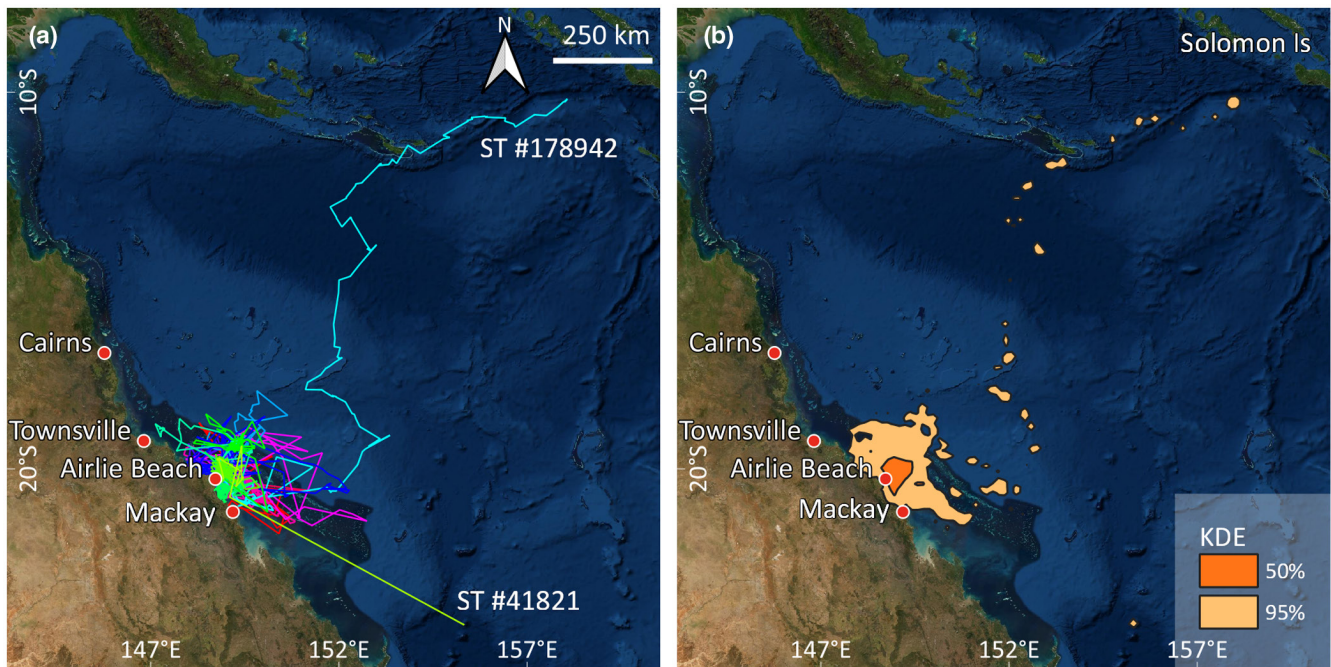 (a)
N
250 km
10°S
ST #178942
Cairns
Townsville
20°S
Airlie Beach
Mackay
ST #41821
147°E
152°E
157°E
(b)
Solomon Is
10°S
Cairns
Townsville
20°S
Airlie Beach
Mackay
KDE
50%
95%
147°E
152°E
157°E